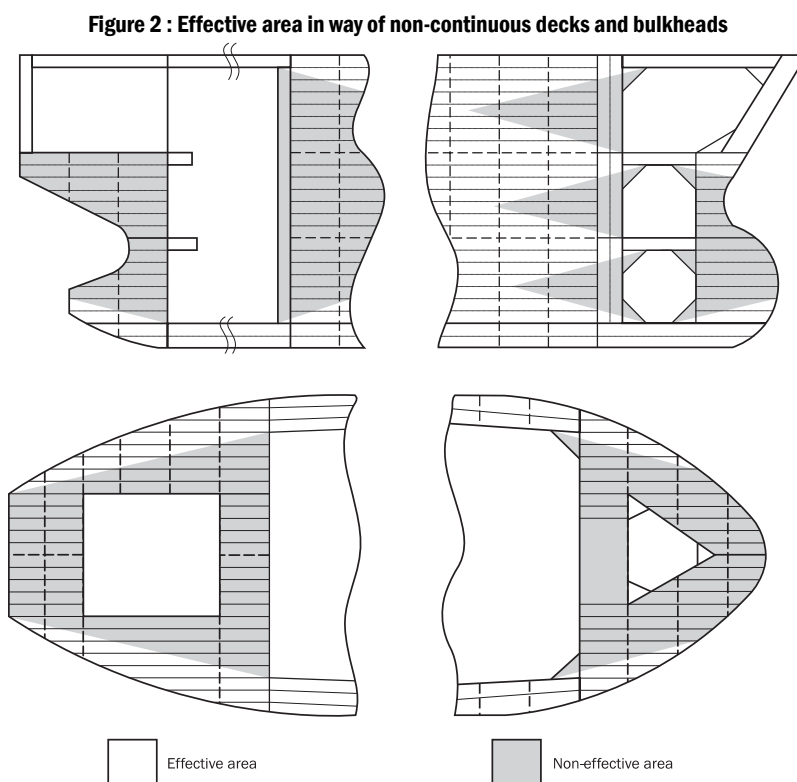 Figure 2 : Effective area in way of non-continuous decks and bulkheads
Effective area
Non-effective area